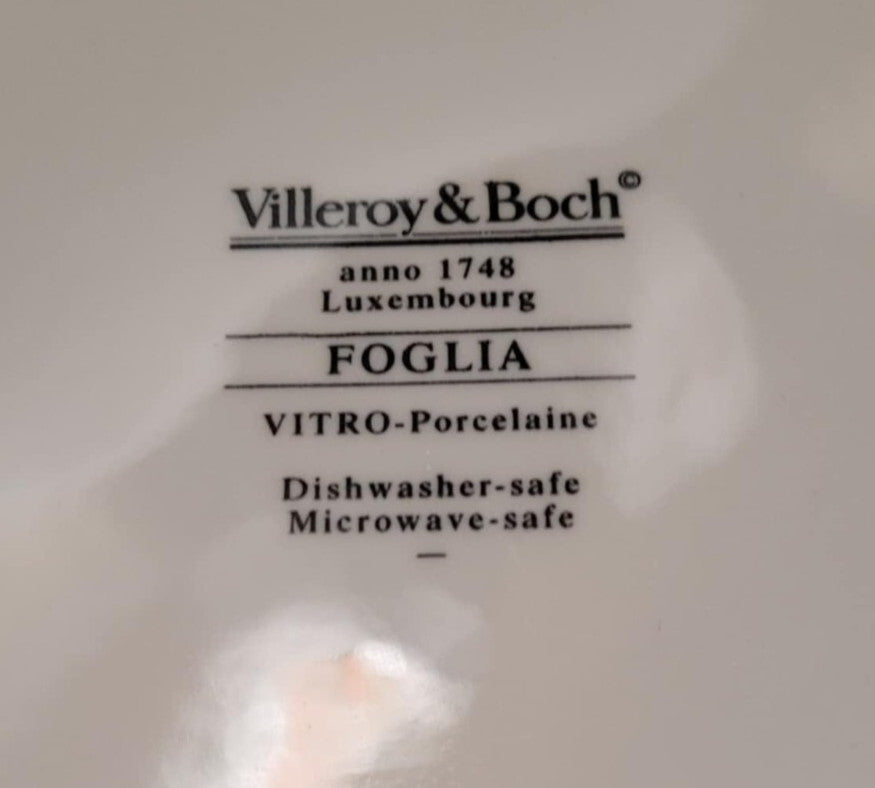 Villeroy & Boch©
anno 1748
Luxembourg
FOGLIA
VITRO-Porcelaine
Dishwasher-safe
Microwave-safe